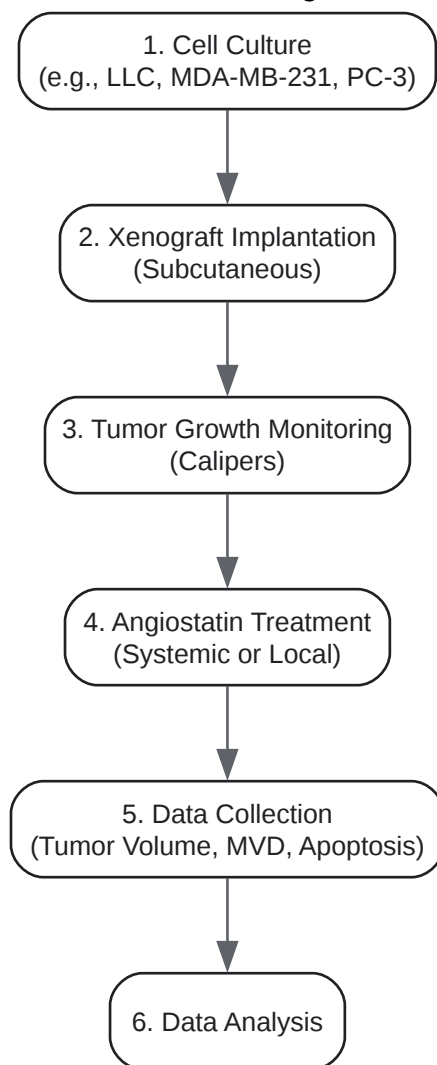 1. Cell Culture
(e.g., LLC, MDA-MB-231, PC-3)
2. Xenograft Implantation
(Subcutaneous)
3. Tumor Growth Monitoring
(Calipers)
4. Angiostatin Treatment
(Systemic or Local)
5. Data Collection
(Tumor Volume, MVD, Apoptosis)
6. Data Analysis